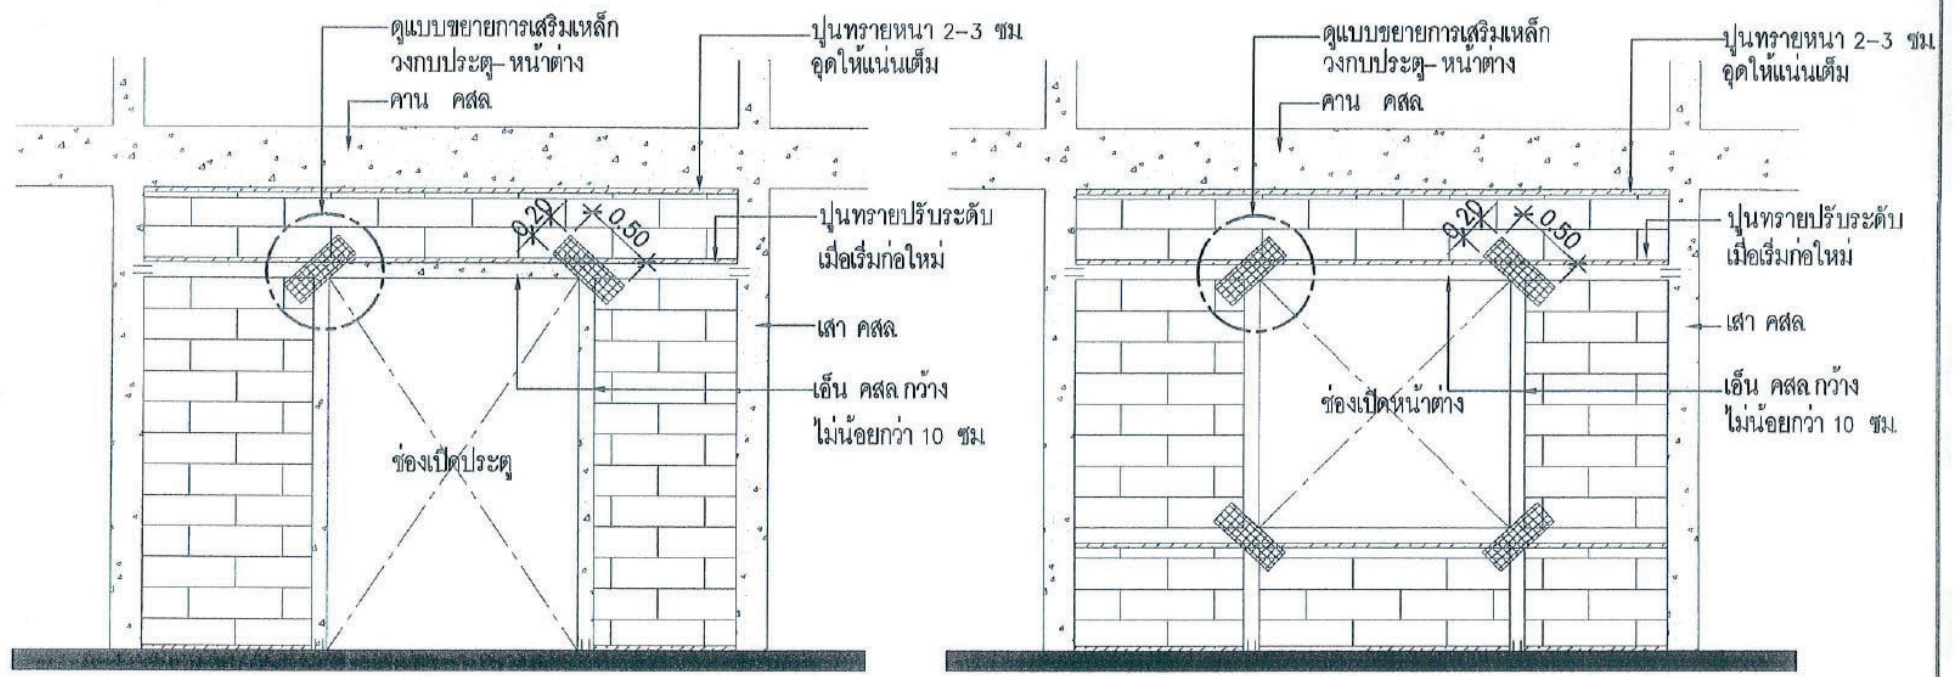 ดูแบบขยายการเสริมเหล็ก
วงกบประตู-หน้าต่าง
คาน คสล.
ปูนทรายหนา 2-3 ซม.
อุดให้แน่นเต็ม
0.20
0.50
ปูนทรายปรับระดับ
เมื่อเริ่มก่อใหม่
เสา คสล.
เอ็น คสล. กว้าง
ไม่น้อยกว่า 10 ซม.
ช่องเปิดประตู
ดูแบบขยายการเสริมเหล็ก
วงกบประตู-หน้าต่าง
คาน คสล.
ปูนทรายหนา 2-3 ซม.
อุดให้แน่นเต็ม
0.20
0.50
ปูนทรายปรับระดับ
เมื่อเริ่มก่อใหม่
เสา คสล.
เอ็น คสล. กว้าง
ไม่น้อยกว่า 10 ซม.
ช่องเปิดหน้าต่าง